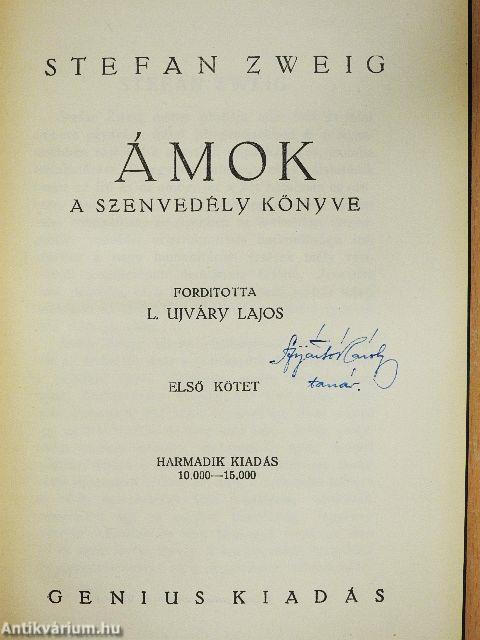 STEFAN ZWEIG
ÁMOK
A SZENVEDÉLY KÖNYVE
FORDITOTTA
L. UJVÁRY LAJOS
Károly
tanár.
ELSŐ KÖTET
HARMADIK KIADÁS
10.000—15.000
GENIUS KIADÁS
Antikvárium.hu